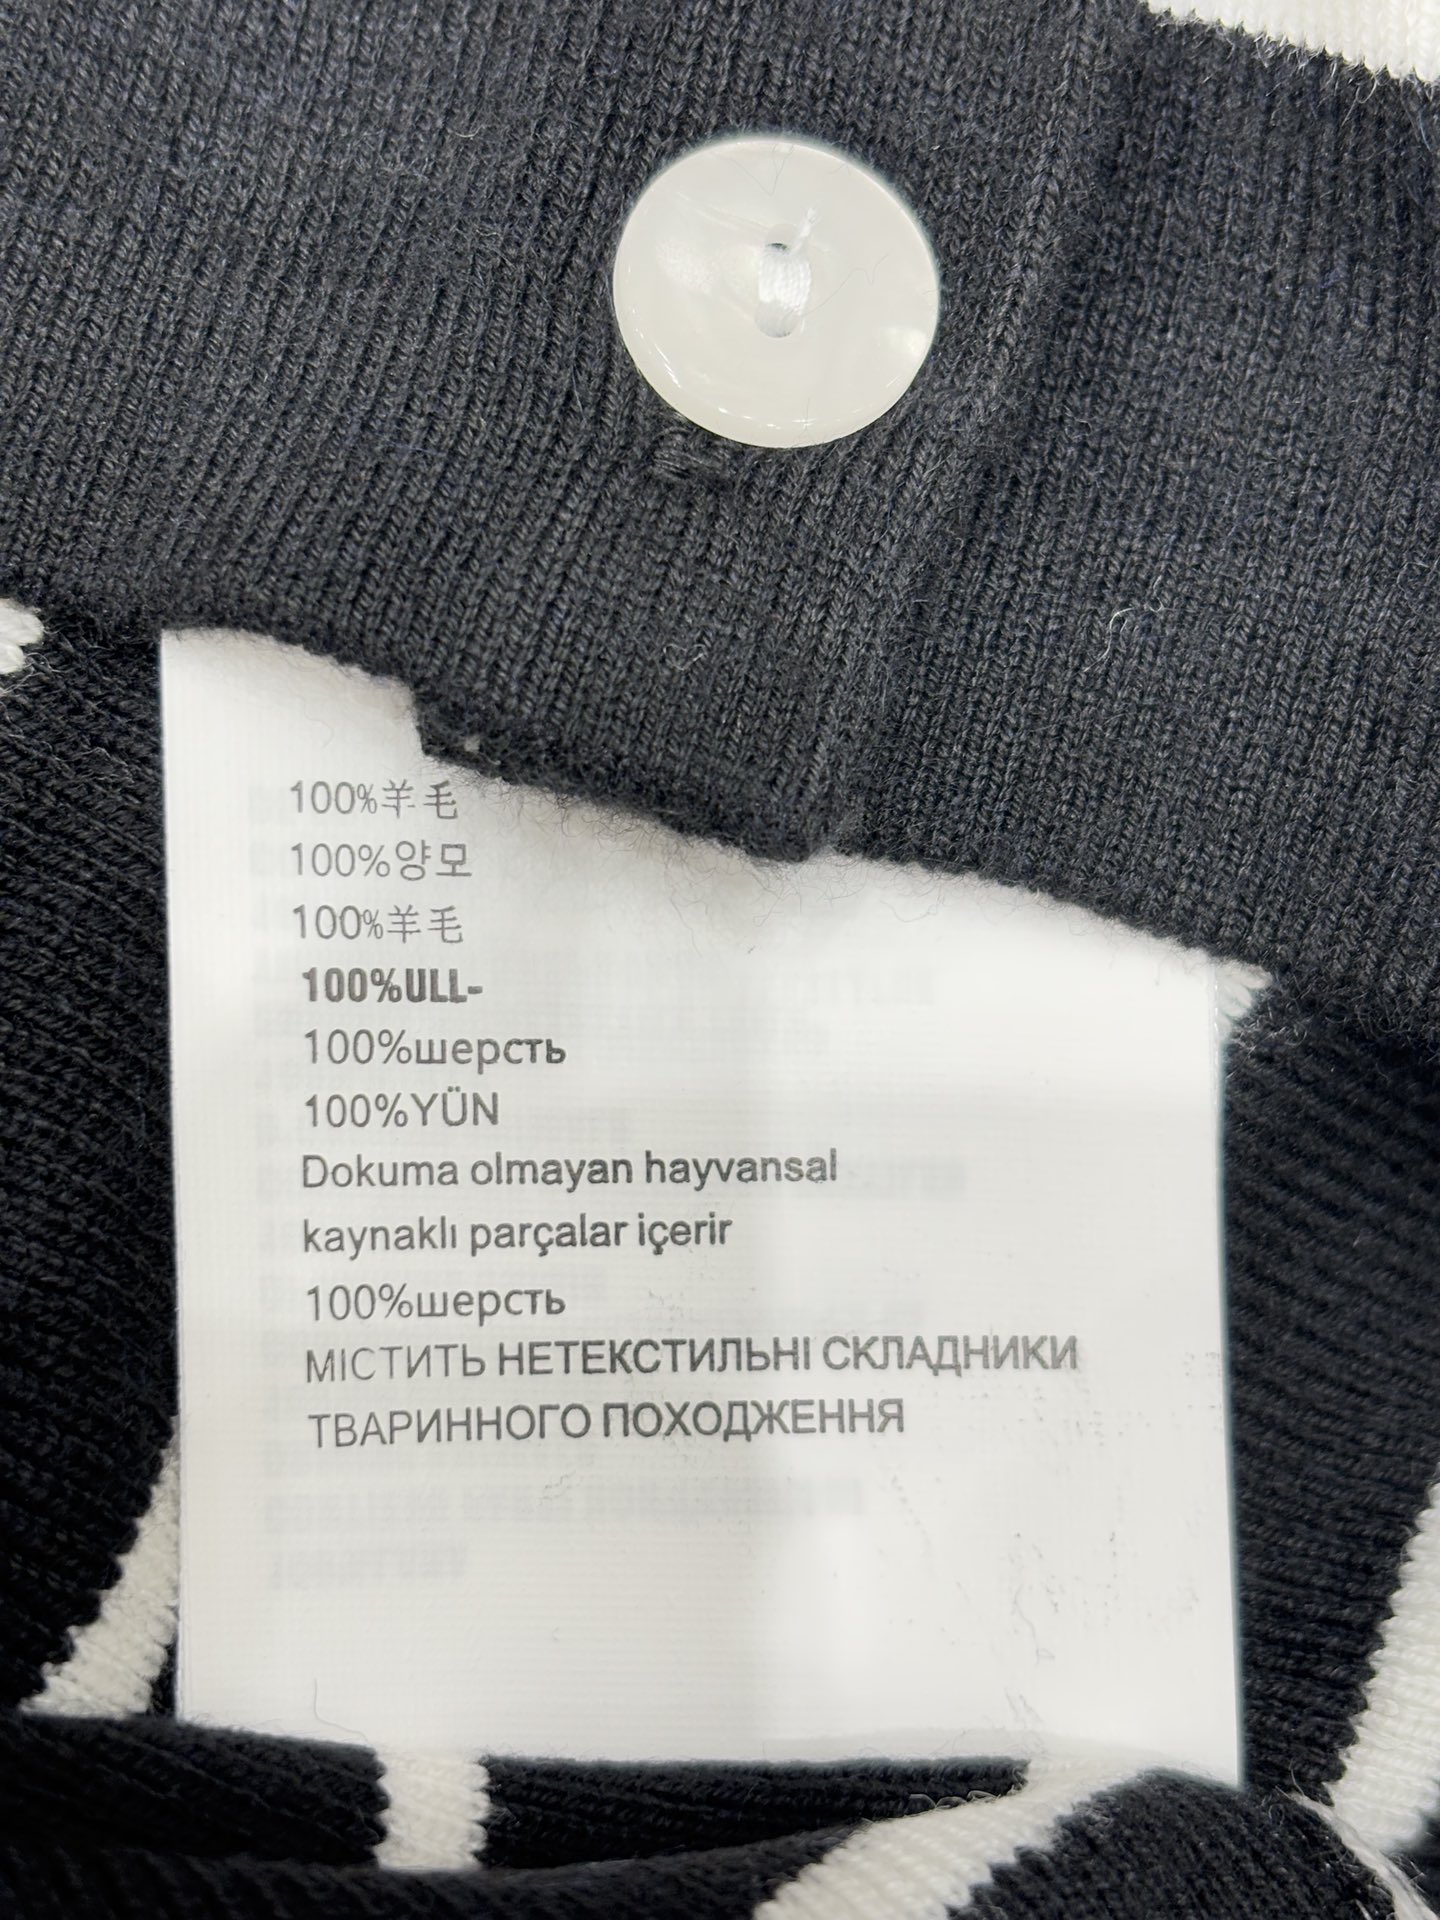 100%羊毛
100%양모
100%羊毛
100%ULL-
100%шерсть
100%YÜN
Dokuma olmayan hayvansal
kaynaklı parçalar içerir
100%шерсть
МІСТИТЬ НЕТЕКСТИЛЬНІ СКЛАДНИКИ
ТВАРИННОГО ПОХОДЖЕННЯ